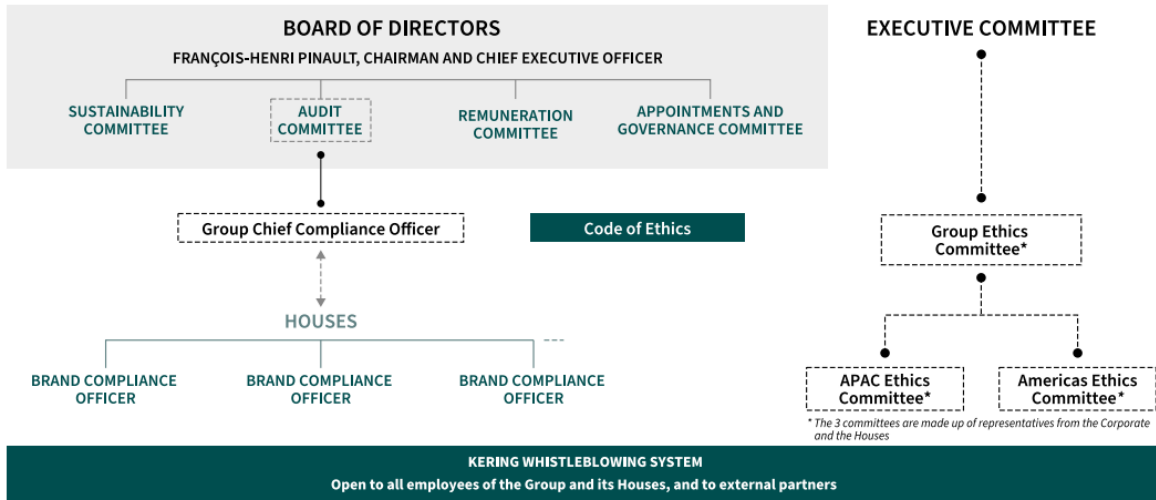 BOARD OF DIRECTORS
FRANÇOIS-HENRI PINAULT, CHAIRMAN AND CHIEF EXECUTIVE OFFICER
SUSTAINABILITY
COMMITTEE
AUDIT
COMMITTEE
REMUNERATION
COMMITTEE
APPOINTMENTS AND
GOVERNANCE COMMITTEE
Group Chief Compliance Officer
Code of Ethics
HOUSES
BRAND COMPLIANCE
OFFICER
BRAND COMPLIANCE
OFFICER
BRAND COMPLIANCE
OFFICER
EXECUTIVE COMMITTEE
Group Ethics
Committee*
APAC Ethics
Committee*
Americas Ethics
Committee*
* The 3 committees are made up of representatives from the Corporate
and the Houses
KERING WHISTLEBLOWING SYSTEM
Open to all employees of the Group and its Houses, and to external partners